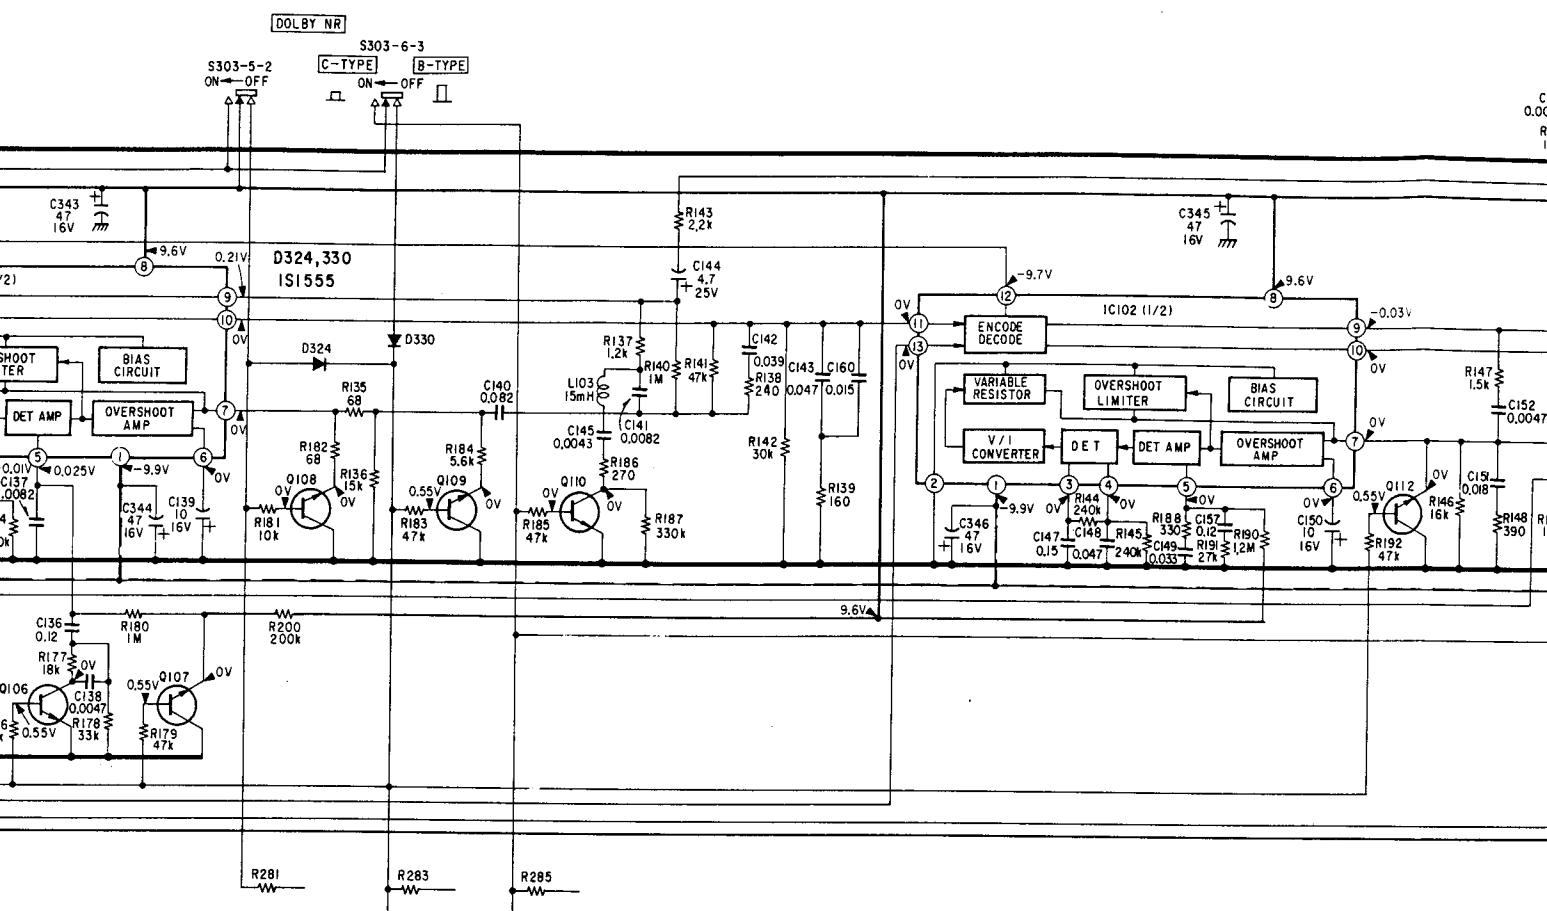 DOLBY NR
S303-6-3
S303-5-2
C-TYPE
B-TYPE
ON OFF
ON OFF
C343
47
16V
9.6V
8
0.21V
D324,330
1S1555
R143
2.2k
C144
4.7
25V
C345
47
16V
-9.7V
12
8
9.6V
IC102 (1/2)
9
10
0V
BIAS
CIRCUIT
D324
D330
R137
1.2k
R140
1M
R141
47k
C142
0.039
R138
240
C143
0.047
C160
0.015
0V
11
13
0V
ENCODE
DECODE
-0.03V
9
10
0V
L103
15mH
C141
0.0082
C145
0.0043
R186
270
R135
68
C140
0.082
DET AMP
OVERSHOOT
AMP
7
0V
VARIABLE
RESISTOR
OVERSHOOT
LIMITER
BIAS
CIRCUIT
R147
1.5k
C152
0.0047
V/I
CONVERTER
DET
DET AMP
OVERSHOOT
AMP
7
0V
5
0.025V
1
-9.9V
6
0V
C137
C344
47
16V
C139
10
16V
R182
68
R136
15k
Q108
0V
0V
R181
10k
R184
5.6k
Q109
0.55V
0V
R183
47k
Q110
0V
0V
R185
47k
R187
330k
R142
30k
R139
160
2
1
-9.9V
3
0V
4
0V
5
0V
6
0V
C346
47
16V
R144
240k
C147
0.15
C148
0.047
R145
240k
R188
330
C149
0.033
C157
0.12
R191
27k
R190
1.2M
C150
10
16V
Q112
0.55V
0V
R192
47k
R146
16k
C151
0.018
R148
390
C136
0.12
R180
1M
R200
200k
9.6V
R177
18k
0V
Q106
0.55V
C138
0.0047
R178
33k
Q107
0.55V
0V
R179
47k
R281
R283
R285